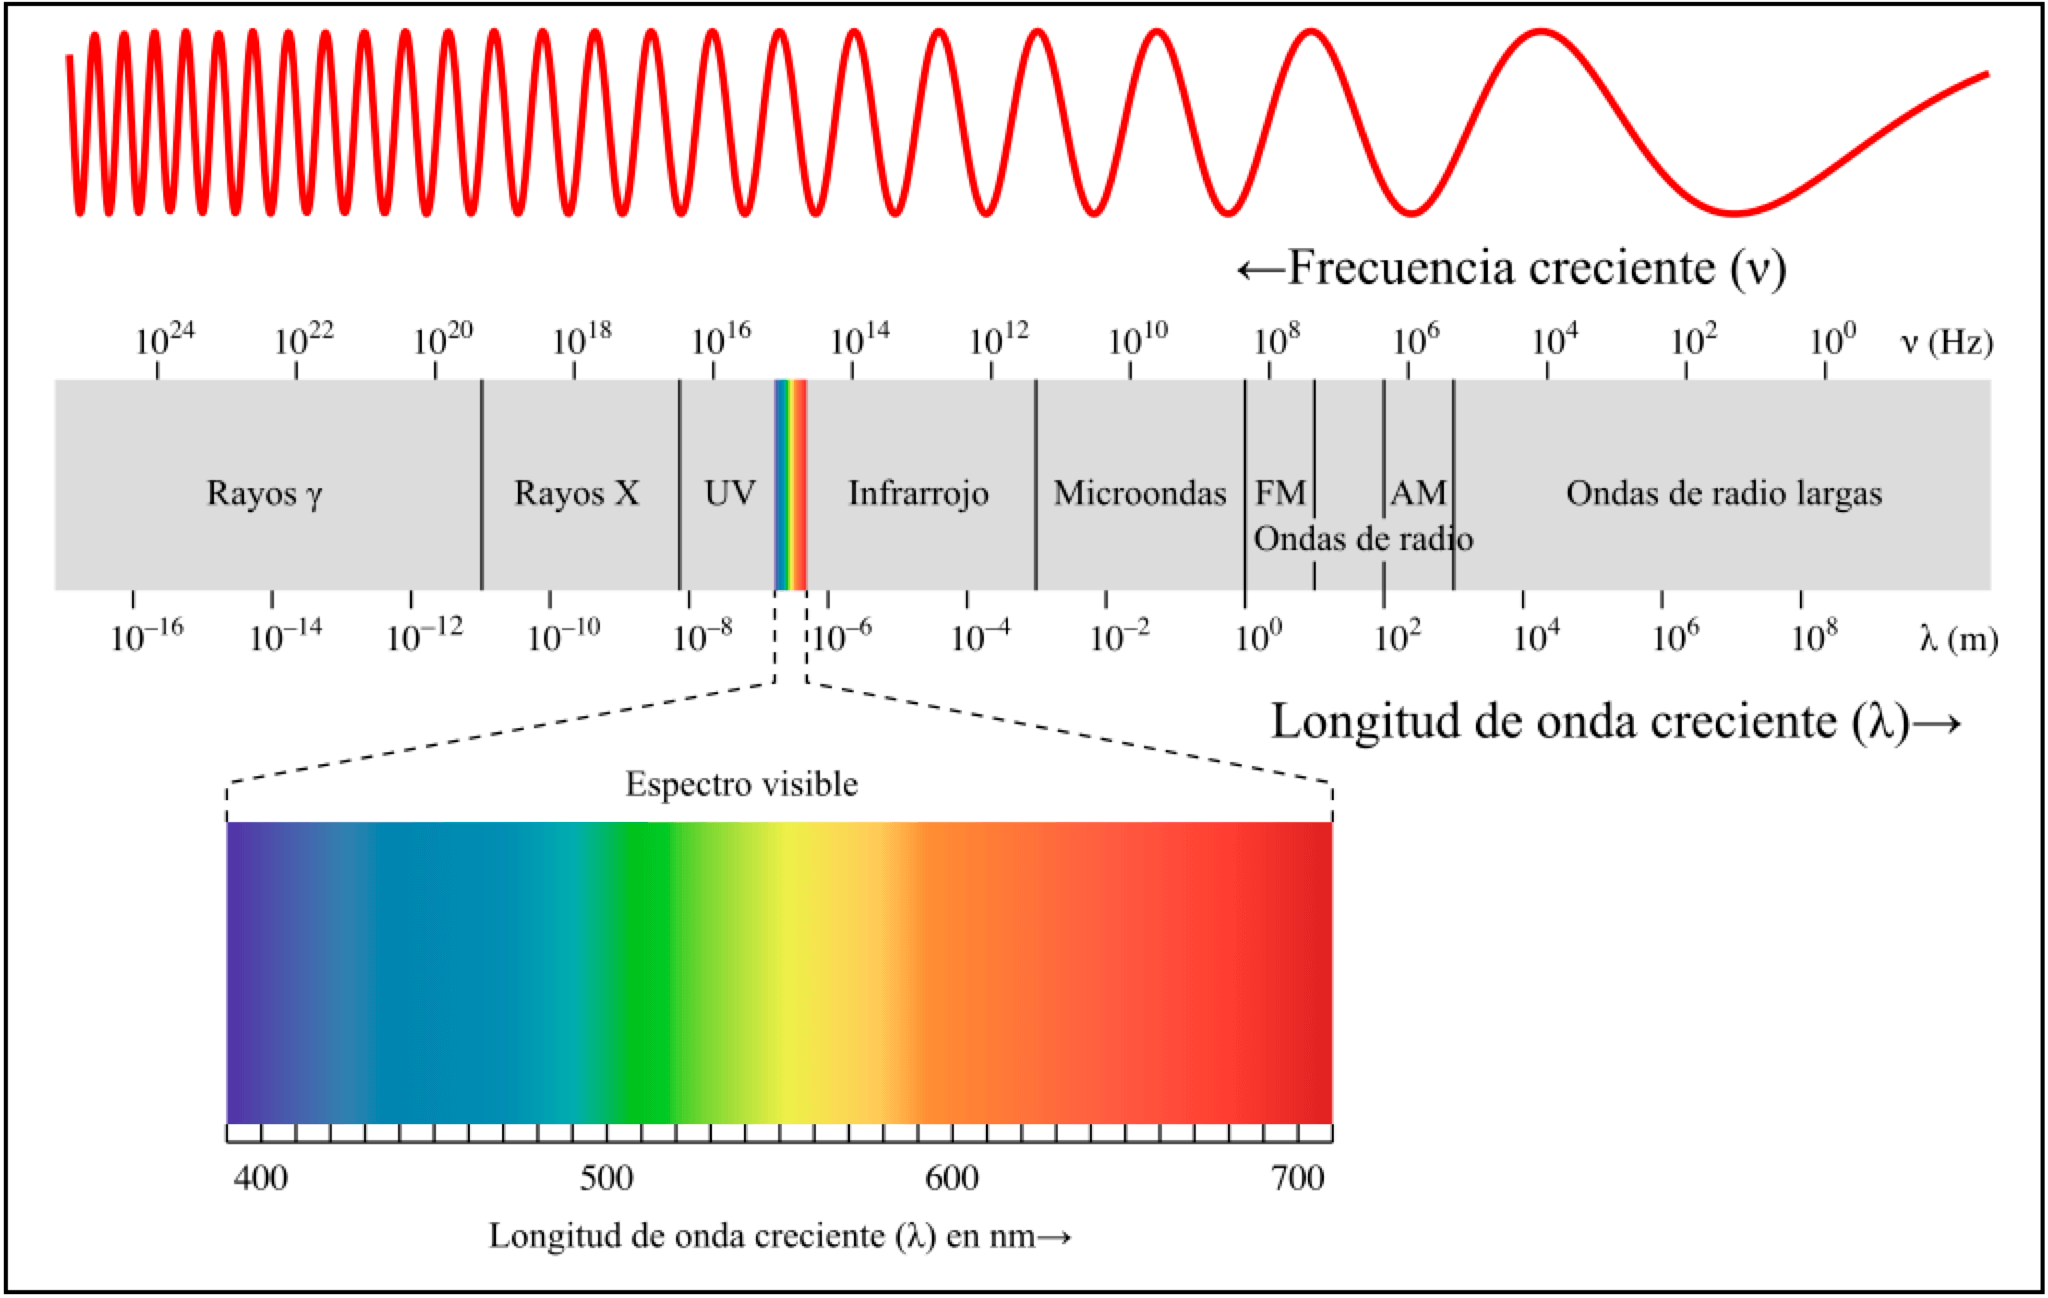 ←Frecuencia creciente (ν)
10²⁴ 10²² 10²⁰ 10¹⁸ 10¹⁶ 10¹⁴ 10¹² 10¹⁰ 10⁸ 10⁶ 10⁴ 10² 10⁰ ν (Hz)
Rayos γ Rayos X UV Infrarrojo Microondas FM AM Ondas de radio largas
Ondas de radio
10⁻¹⁶ 10⁻¹⁴ 10⁻¹² 10⁻¹⁰ 10⁻⁸ 10⁻⁶ 10⁻⁴ 10⁻² 10⁰ 10² 10⁴ 10⁶ 10⁸ λ (m)
Longitud de onda creciente (λ)→
Espectro visible
400 500 600 700
Longitud de onda creciente (λ) en nm→